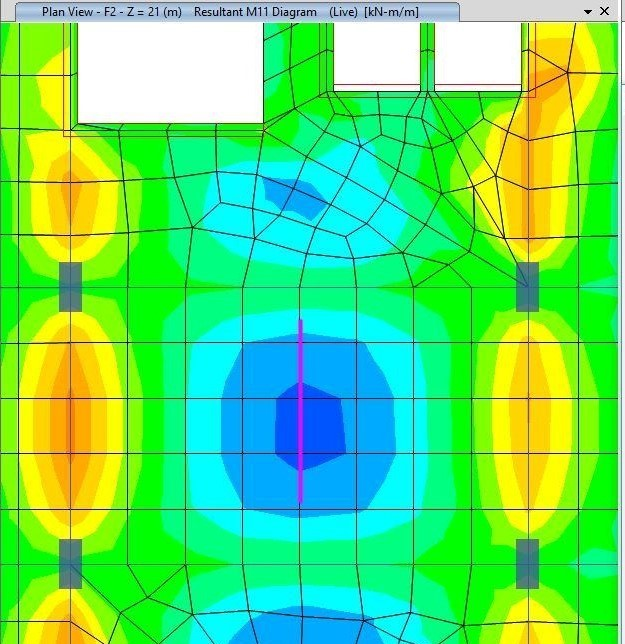 Plan View - F2 - Z = 21 (m) Resultant M11 Diagram (Live) [kN-m/m]